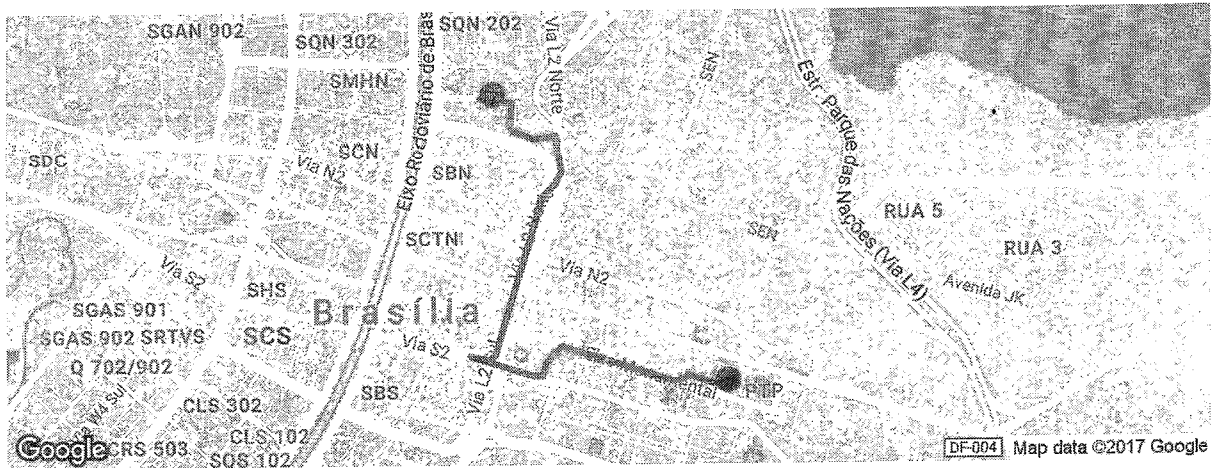 SGAN 902
SQN 302
SQN 202
Via L2 Norte
SEN
SMHN
Eixo Rodoviário de Bras
Estr. Parque das Nações (Via L4)
SCN
Via N2
SDC
SBN
RUA 5
RUA 3
SCTN
SEN
Via N2
Via S2
SHS
Avenida JK
SGAS 901
Brasília
SGAS 902 SRTVS
SCS
Via S2
Q 702/902
SBS
Via L2
ental
CLS 302
W4 SUL
CLS 102
CRS 503
SQS 102
Google
DF-004 Map data ©2017 Google